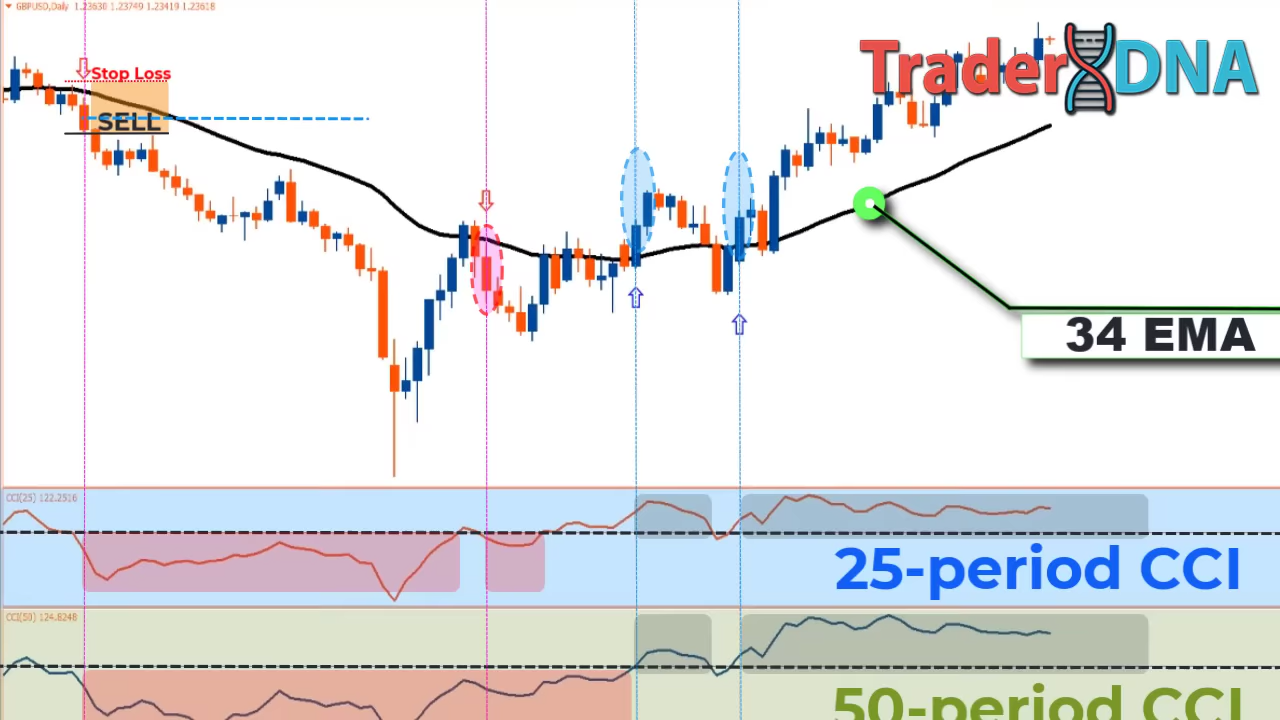 GBPUSD,Daily 1.23630 1.23749 1.23419 1.23618
TraderDNA
Stop Loss
SELL
34 EMA
CCI(25) 122.2516
25-period CCI
CCI(50) 124.8248
50-period CCI